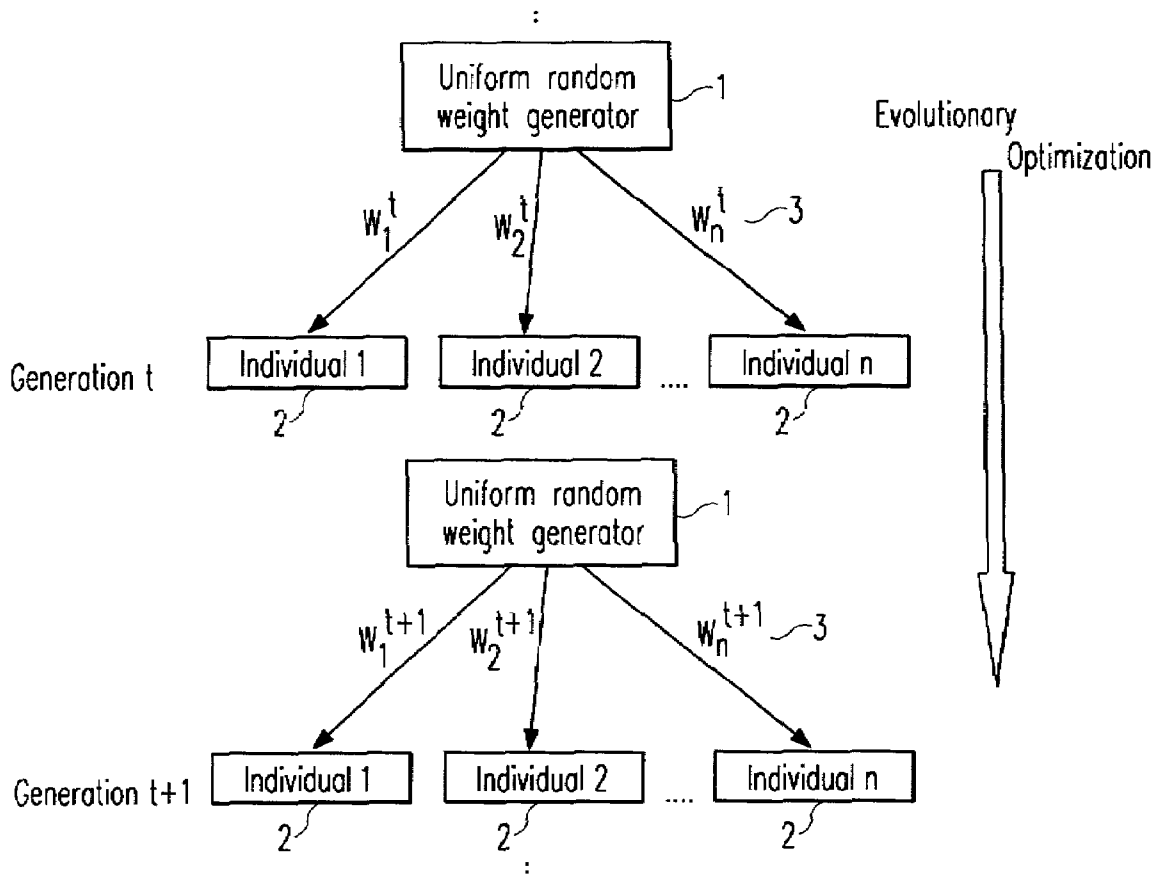 :
Uniform random
weight generator
1
Evolutionary
Optimization
W₁ᵗ
W₂ᵗ
Wₙᵗ
3
Generation t
Individual 1
Individual 2
....
Individual n
2
2
2
Uniform random
weight generator
1
W₁ᵗ⁺¹
W₂ᵗ⁺¹
Wₙᵗ⁺¹
3
Generation t+1
Individual 1
Individual 2
....
Individual n
2
2
2
: